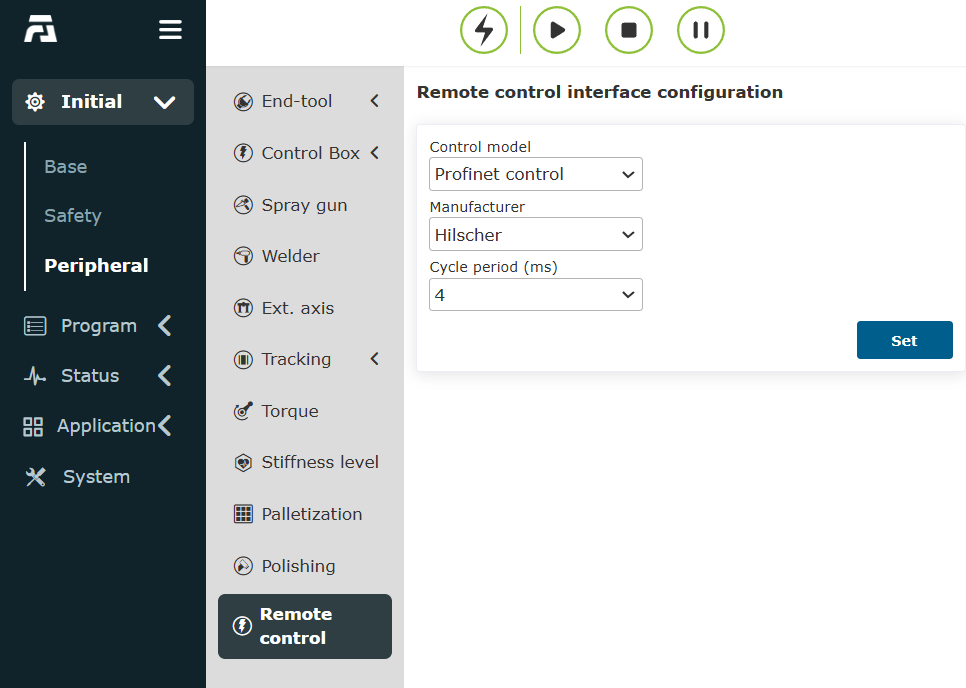 Initial
Base
Safety
Peripheral
Program
Status
Application
System
End-tool
Control Box
Spray gun
Welder
Ext. axis
Tracking
Torque
Stiffness level
Palletization
Polishing
Remote
control
Remote control interface configuration
Control model
Profinet control
Manufacturer
Hilscher
Cycle period (ms)
4
Set